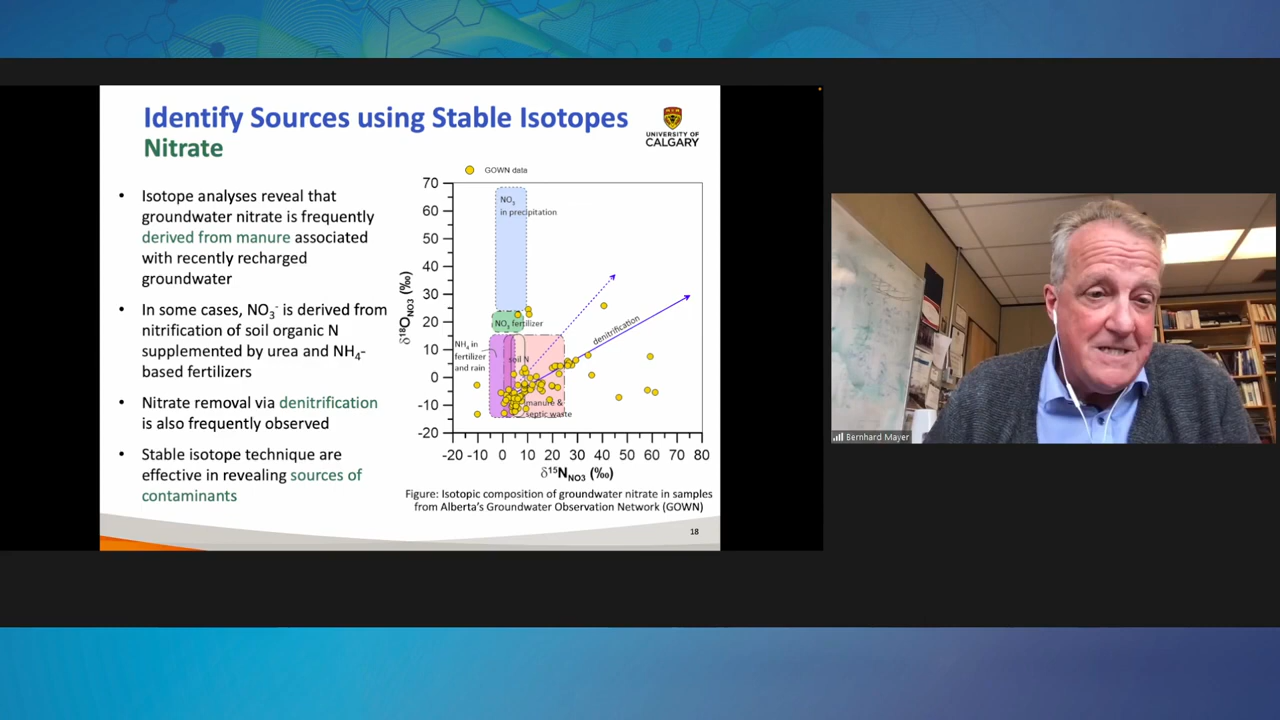 Identify Sources using Stable Isotopes
Nitrate
UNIVERSITY OF
CALGARY
• Isotope analyses reveal that
groundwater nitrate is frequently
derived from manure associated
with recently recharged
groundwater
• In some cases, NO3- is derived from
nitrification of soil organic N
supplemented by urea and NH4-
based fertilizers
• Nitrate removal via denitrification
is also frequently observed
• Stable isotope technique are
effective in revealing sources of
contaminants
GOWN data
70
60
50
40
30
20
10
0
-10
-20
δ18ONO3 (‰)
NO3
in precipitation
NO3 fertilizer
NH4 in
fertilizer
and rain
soil N
manure &
septic waste
denitrification
-20 -10 0 10 20 30 40 50 60 70 80
δ15NNO3 (‰)
Figure: Isotopic composition of groundwater nitrate in samples
from Alberta's Groundwater Observation Network (GOWN)
18
Bernhard Mayer